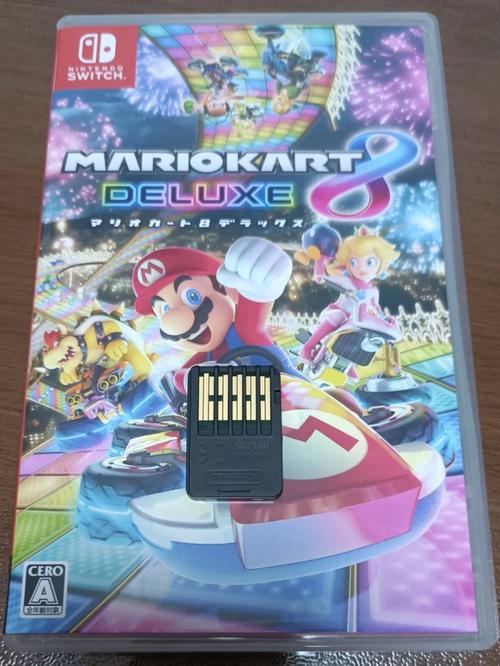 NINTENDO
SWITCH
MARIOKART 8
DELUXE
マリオカート8デラックス
M
CERO
A
全年齢対象